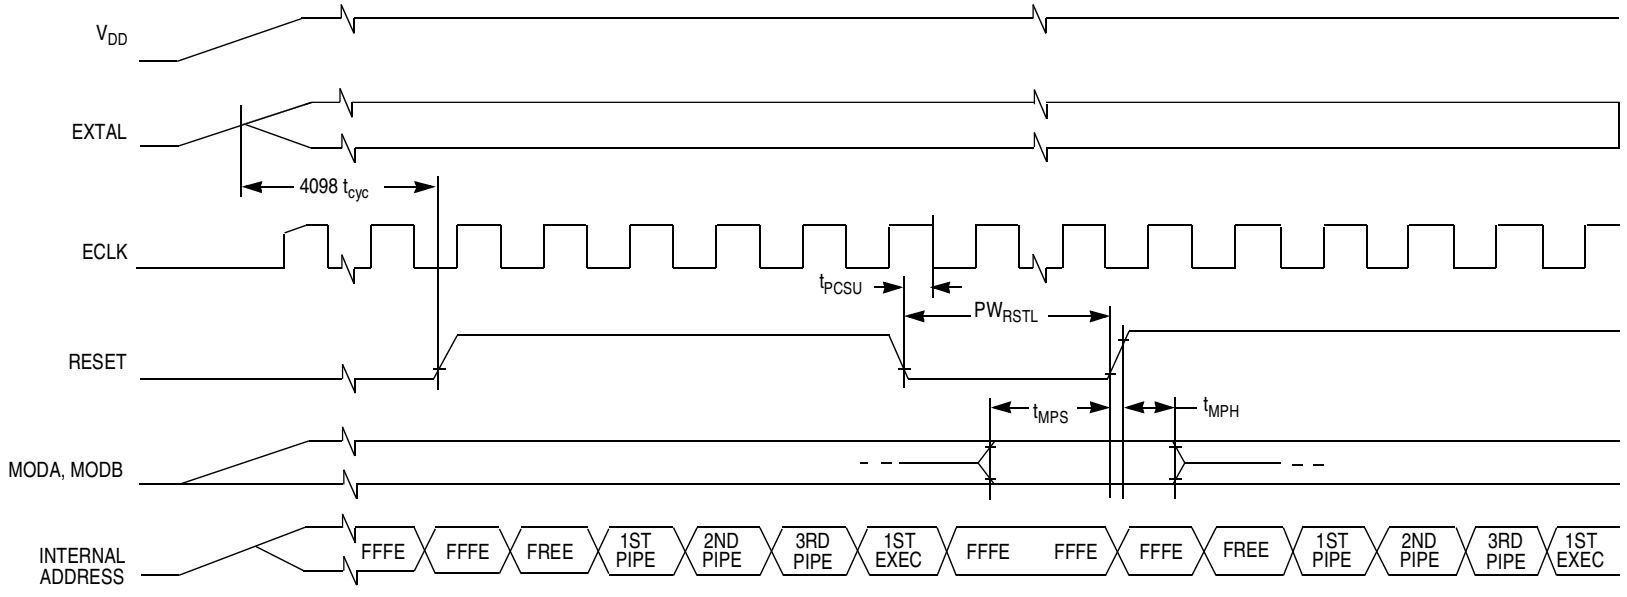 VDD
EXTAL
4098 tcyc
ECLK
tPCSU
PWRSTL
RESET
tMPS
tMPH
MODA, MODB
INTERNAL
ADDRESS
FFFE
FFFE
FREE
1ST
PIPE
2ND
PIPE
3RD
PIPE
1ST
EXEC
FFFE
FFFE
FFFE
FREE
1ST
PIPE
2ND
PIPE
3RD
PIPE
1ST
EXEC